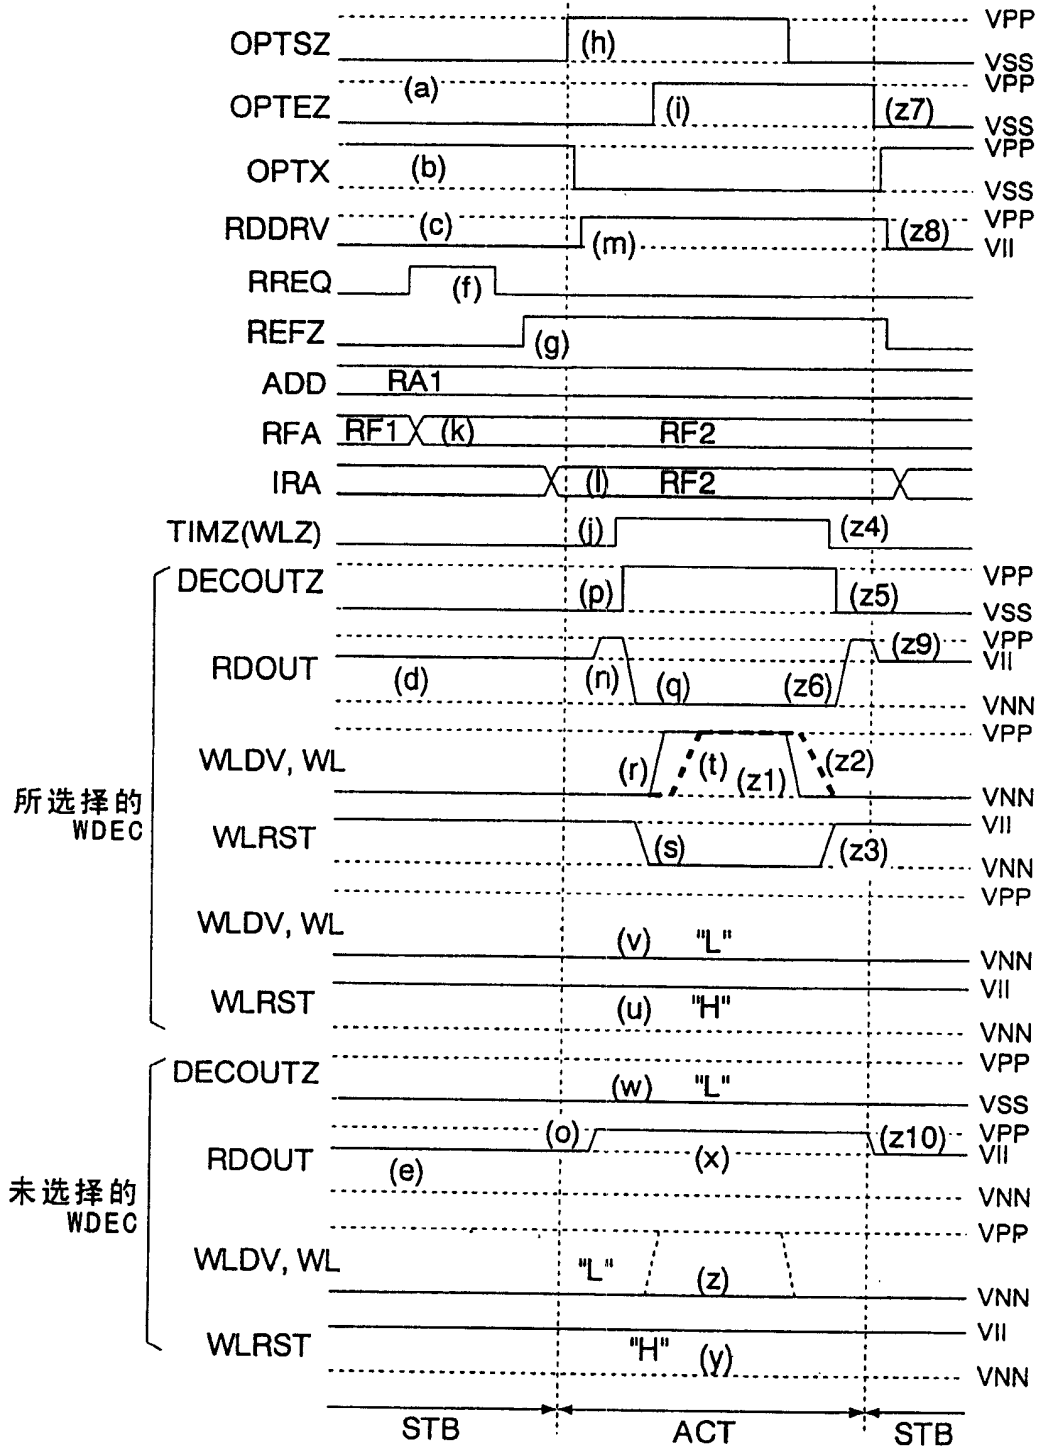 OPTSZ (h) VPP
VSS
OPTEZ (a) (i) (z7) VPP
VSS
OPTX (b) VPP
VSS
RDDRV (c) (m) (z8) VPP
VII
RREQ (f)
REFZ (g)
ADD RA1
RFA RF1 (k) RF2
IRA (l) RF2
TIMZ(WLZ) (j) (z4)
DECOUTZ (p) (z5) VPP
VSS
RDOUT (d) (n) (q) (z6) (z9) VPP
VII
VNN
WLDV, WL (r) (t) (z1) (z2) VPP
VNN
所选择的
WDEC
WLRST (s) (z3) VII
VNN
WLDV, WL (v) "L" VPP
VNN
WLRST (u) "H" VII
VNN
DECOUTZ (w) "L" VPP
VSS
RDOUT (e) (o) (x) (z10) VPP
VII
VNN
未选择的
WDEC
WLDV, WL "L" (z) VPP
VNN
WLRST "H" (y) VII
VNN
STB ACT STB